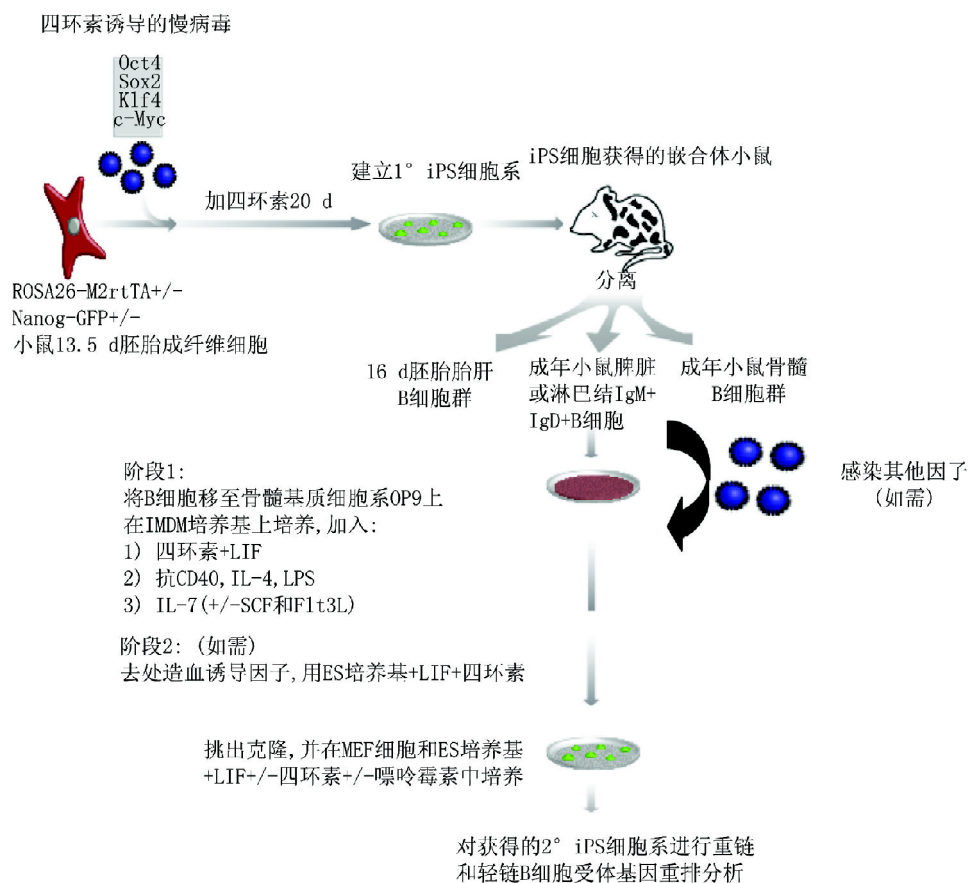 四环素诱导的慢病毒
Oct4
Sox2
Klf4
c-Myc
加四环素20 d
建立1° iPS细胞系
iPS细胞获得的嵌合体小鼠
ROSA26-M2rtTA+/-
Nanog-GFP+/-
小鼠13.5 d胚胎成纤维细胞
分离
16 d胚胎胎肝
B细胞群
成年小鼠脾脏
或淋巴结IgM+
IgD+B细胞
成年小鼠骨髓
B细胞群
感染其他因子
(如需)
阶段1:
将B细胞移至骨髓基质细胞系OP9上
在IMDM培养基上培养,加入:
1) 四环素+LIF
2) 抗CD40,IL-4,LPS
3) IL-7(+/-SCF和Flt3L)
阶段2: (如需)
去处造血诱导因子,用ES培养基+LIF+四环素
挑出克隆,并在MEF细胞和ES培养基
+LIF+/-四环素+/-嘌呤霉素中培养
对获得的2° iPS细胞系进行重链
和轻链B细胞受体基因重排分析